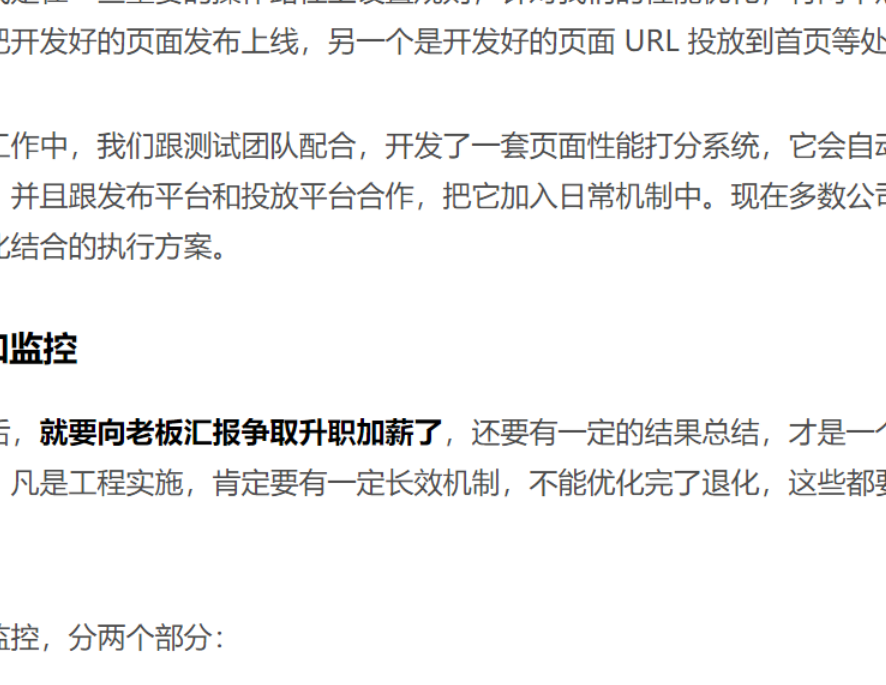 开发好的页面发布上线，另一个是开发好的页面 URL 投放到首页等处
工作中，我们跟测试团队配合，开发了一套页面性能打分系统，它会自动
，并且跟发布平台和投放平台合作，把它加入日常机制中。现在多数公司
化结合的执行方案。
和监控
后，就要向老板汇报争取升职加薪了，还要有一定的结果总结，才是一个
，凡是工程实施，肯定要有一定长效机制，不能优化完了退化，这些都要
监控，分两个部分：